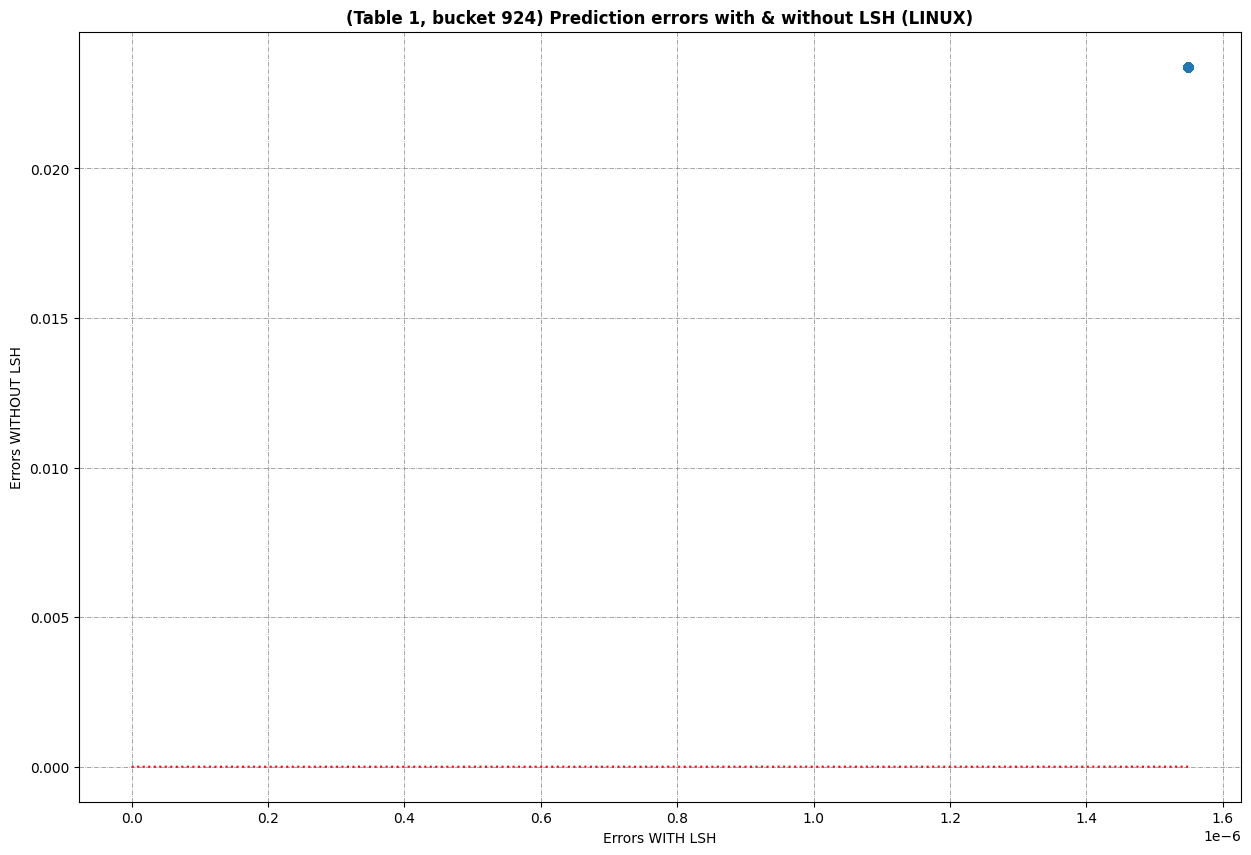 (Table 1, bucket 924) Prediction errors with & without LSH (LINUX)
Errors WITHOUT LSH
0.020
0.015
0.010
0.005
0.000
0.0 0.2 0.4 0.6 0.8 1.0 1.2 1.4 1.6
1e−6
Errors WITH LSH